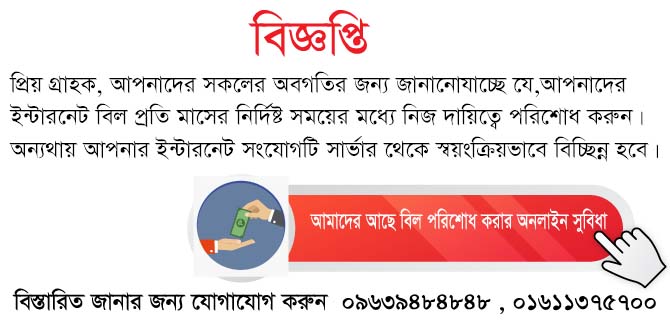 বিজ্ঞপ্তি
প্রিয় গ্রাহক, আপনাদের সকলের অবগতির জন্য জানানোযাচ্ছে যে,আপনাদের
ইন্টারনেট বিল প্রতি মাসের নির্দিষ্ট সময়ের মধ্যে নিজ দায়িত্বে পরিশোধ করুন।
অন্যথায় আপনার ইন্টারনেট সংযোগটি সার্ভার থেকে স্বয়ংক্রিয়ভাবে বিচ্ছিন্ন হবে।
আমাদের আছে বিল পরিশোধ করার অনলাইন সুবিধা
বিস্তারিত জানার জন্য যোগাযোগ করুন ০৯৬৩৯৪৮৪৮৪৮ , ০১৬১১৩৭৫৭০০